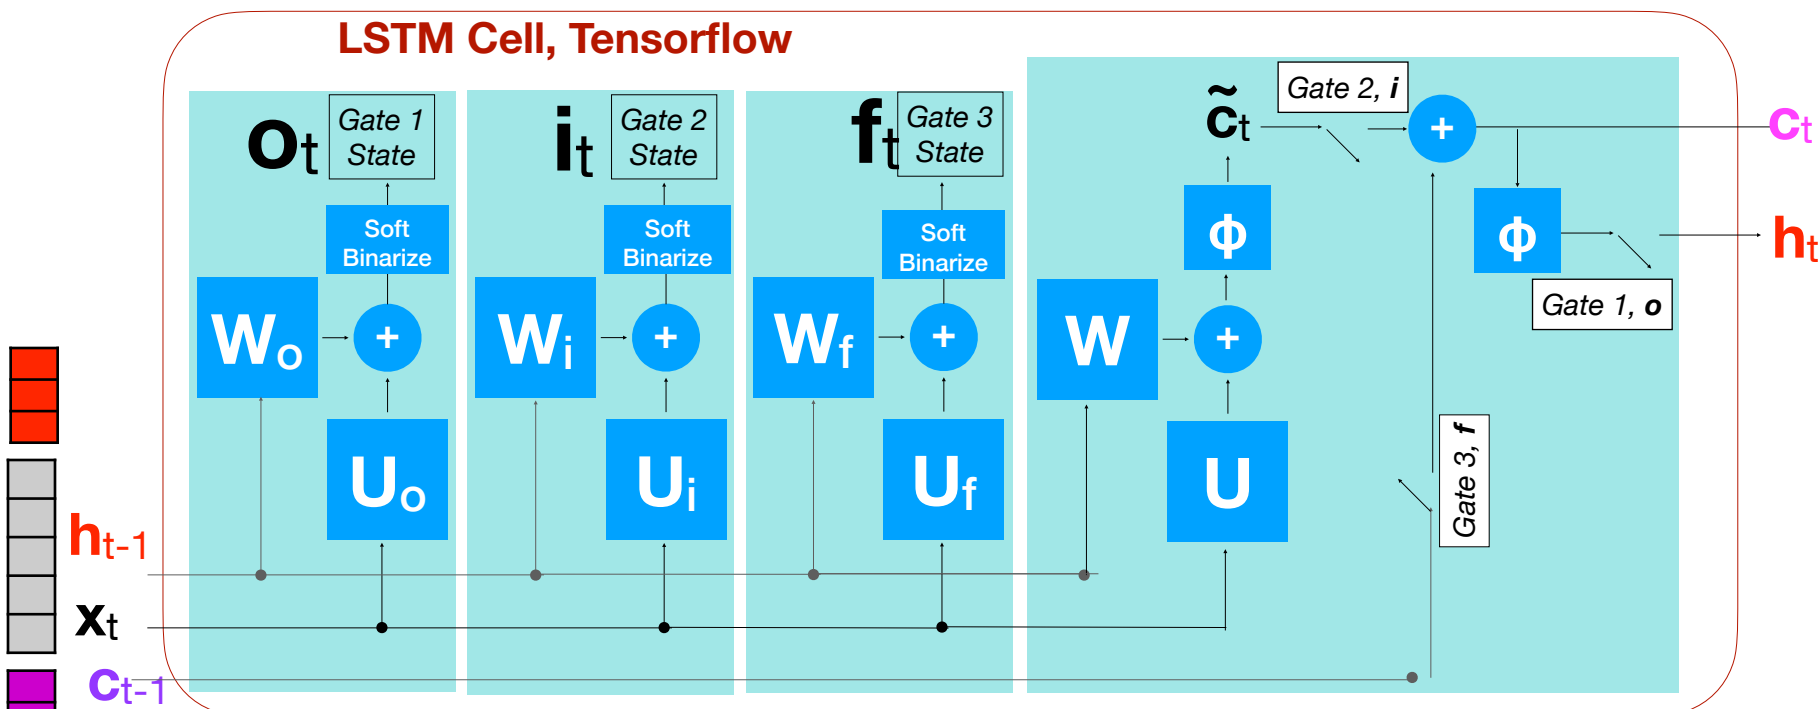 LSTM Cell, Tensorflow
ot
Gate 1
State
it
Gate 2
State
ft
Gate 3
State
c̃t
Gate 2, i
+
ct
Soft
Binarize
Soft
Binarize
Soft
Binarize
ϕ
ϕ
ht
Gate 1, o
Wo
+
Wi
+
Wf
+
W
+
Uo
Ui
Uf
U
Gate 3, f
ht-1
xt
ct-1